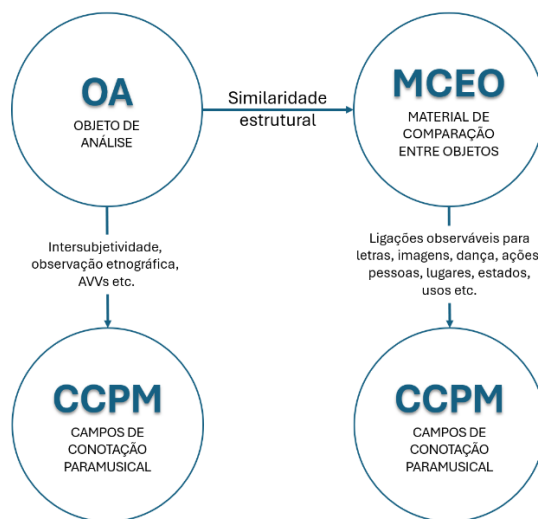 OA
OBJETO DE
ANÁLISE
Similaridade
estrutural
MCEO
MATERIAL DE
COMPARAÇÃO
ENTRE OBJETOS
Intersubjetividade,
observação etnográfica,
AVVs etc.
Ligações observáveis para
letras, imagens, dança, ações,
pessoas, lugares, estados,
usos etc.
CCPM
CAMPOS DE
CONOTAÇÃO
PARAMUSICAL
CCPM
CAMPOS DE
CONOTAÇÃO
PARAMUSICAL